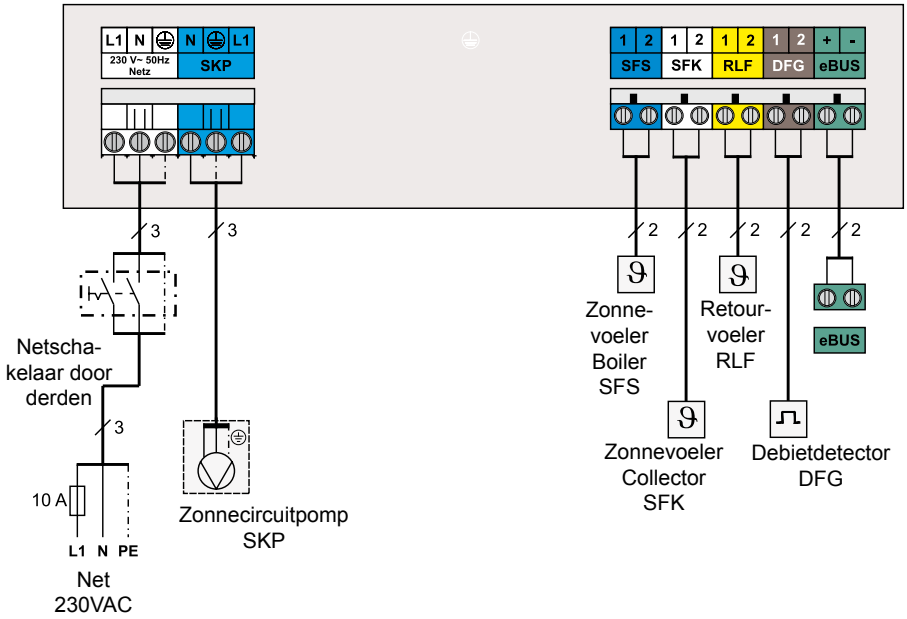 L1 N N L1
230 V~ 50Hz
Netz
SKP
1 2 1 2 1 2 1 2 + -
SFS SFK RLF DFG eBUS
3 3 2 2 2 2 2
ϑ ϑ
Zonne-
voeler
Boiler
SFS
Retour-
voeler
RLF
eBUS
Netscha-
kelaar door
derden
3
ϑ
Zonnevoeler
Collector
SFK
Debietdetector
DFG
10 A
Zonnecircuitpomp
SKP
L1 N PE
Net
230VAC